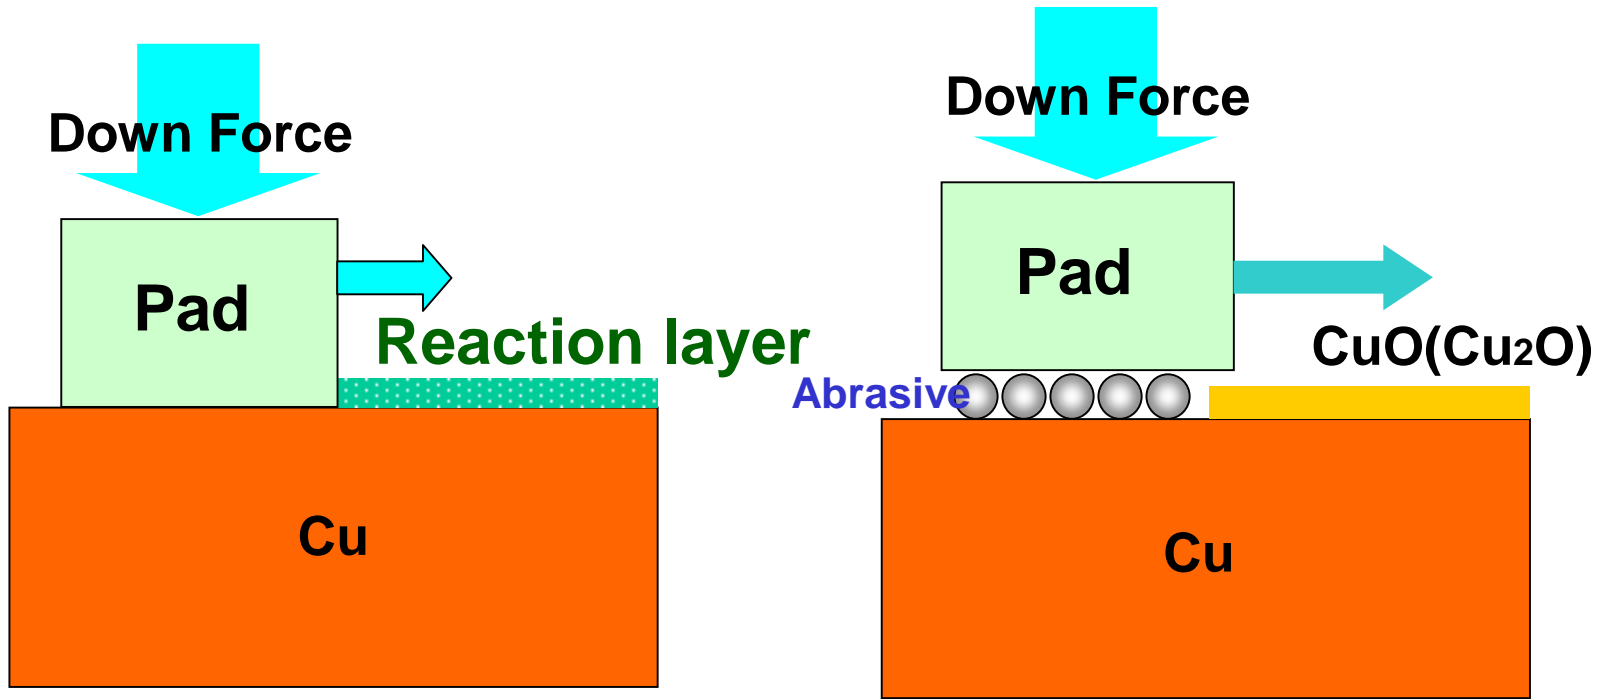 Down Force
Pad
Reaction layer
Cu
Down Force
Pad
CuO(Cu₂O)
Abrasive
Cu